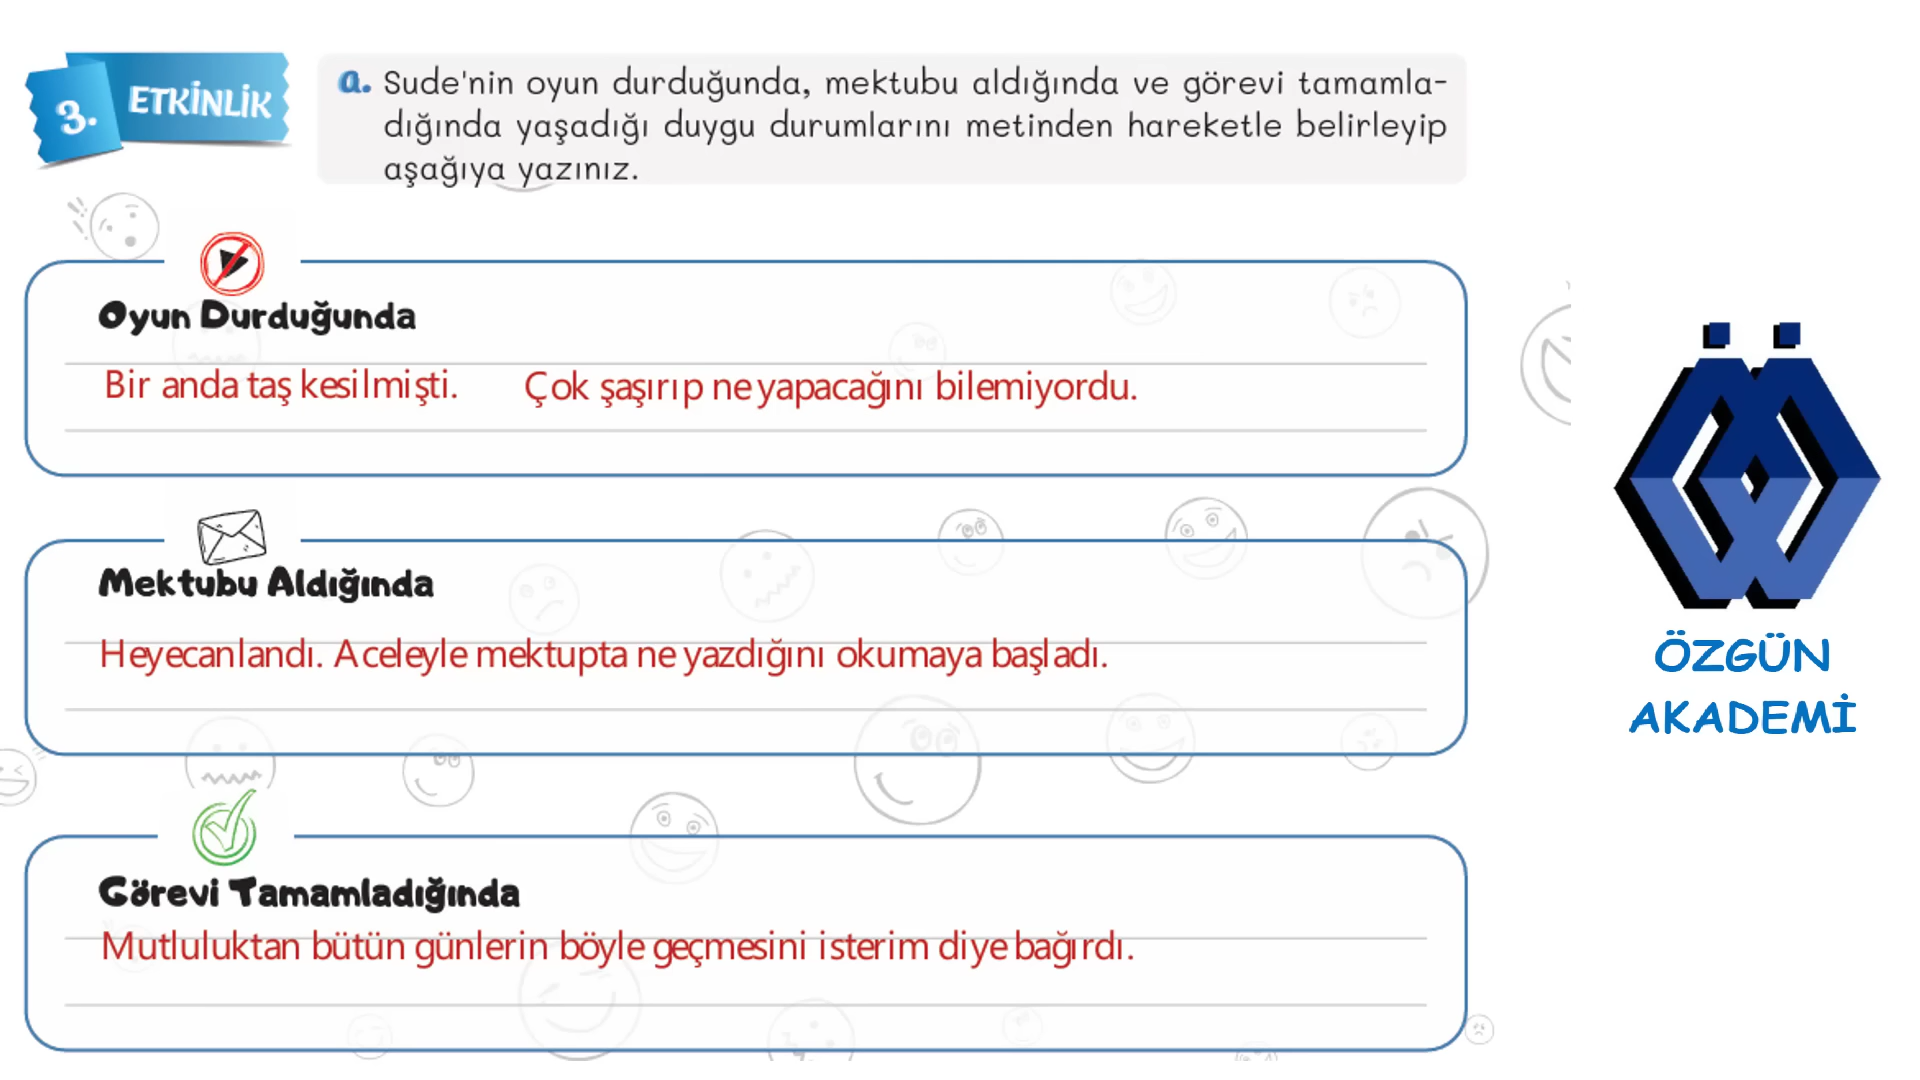 3. ETKİNLİK
a. Sude'nin oyun durduğunda, mektubu aldığında ve görevi tamamla-
dığında yaşadığı duygu durumlarını metinden hareketle belirleyip
aşağıya yazınız.
Oyun Durduğunda
Bir anda taş kesilmişti. Çok şaşırıp ne yapacağını bilemiyordu.
Mektubu Aldığında
Heyecanlandı. Aceleyle mektupta ne yazdığını okumaya başladı.
Görevi Tamamladığında
Mutluluktan bütün günlerin böyle geçmesini isterim diye bağırdı.
ÖZGÜN
AKADEMİ